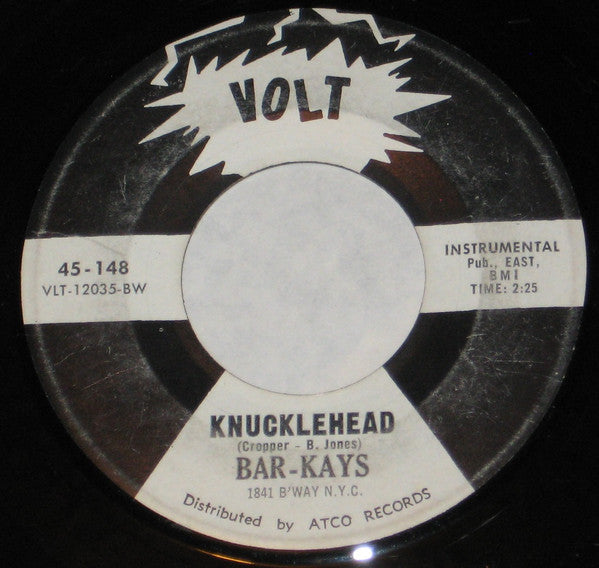 VOLT
45-148
VLT-12035-BW
INSTRUMENTAL
Pub., EAST,
BMI
TIME: 2:25
KNUCKLEHEAD
(Cropper - B. Jones)
BAR-KAYS
1841 B'WAY N.Y.C.
Distributed by ATCO RECORDS